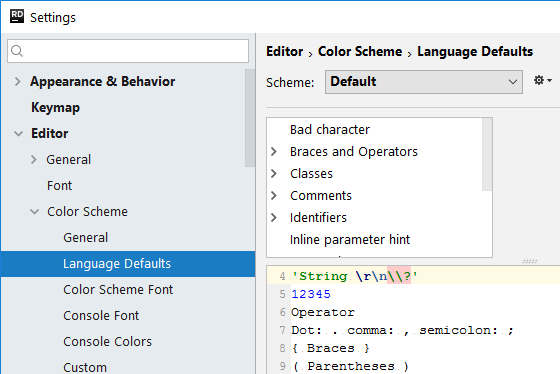 RD Settings
Appearance & Behavior
Keymap
Editor
General
Font
Color Scheme
General
Language Defaults
Color Scheme Font
Console Font
Console Colors
Custom
Editor › Color Scheme › Language Defaults
Scheme: Default
Bad character
Braces and Operators
Classes
Comments
Identifiers
Inline parameter hint
4 'String \r\n\\?'
5 12345
6 Operator
7 Dot: . comma: , semicolon: ;
8 { Braces }
9 ( Parentheses )